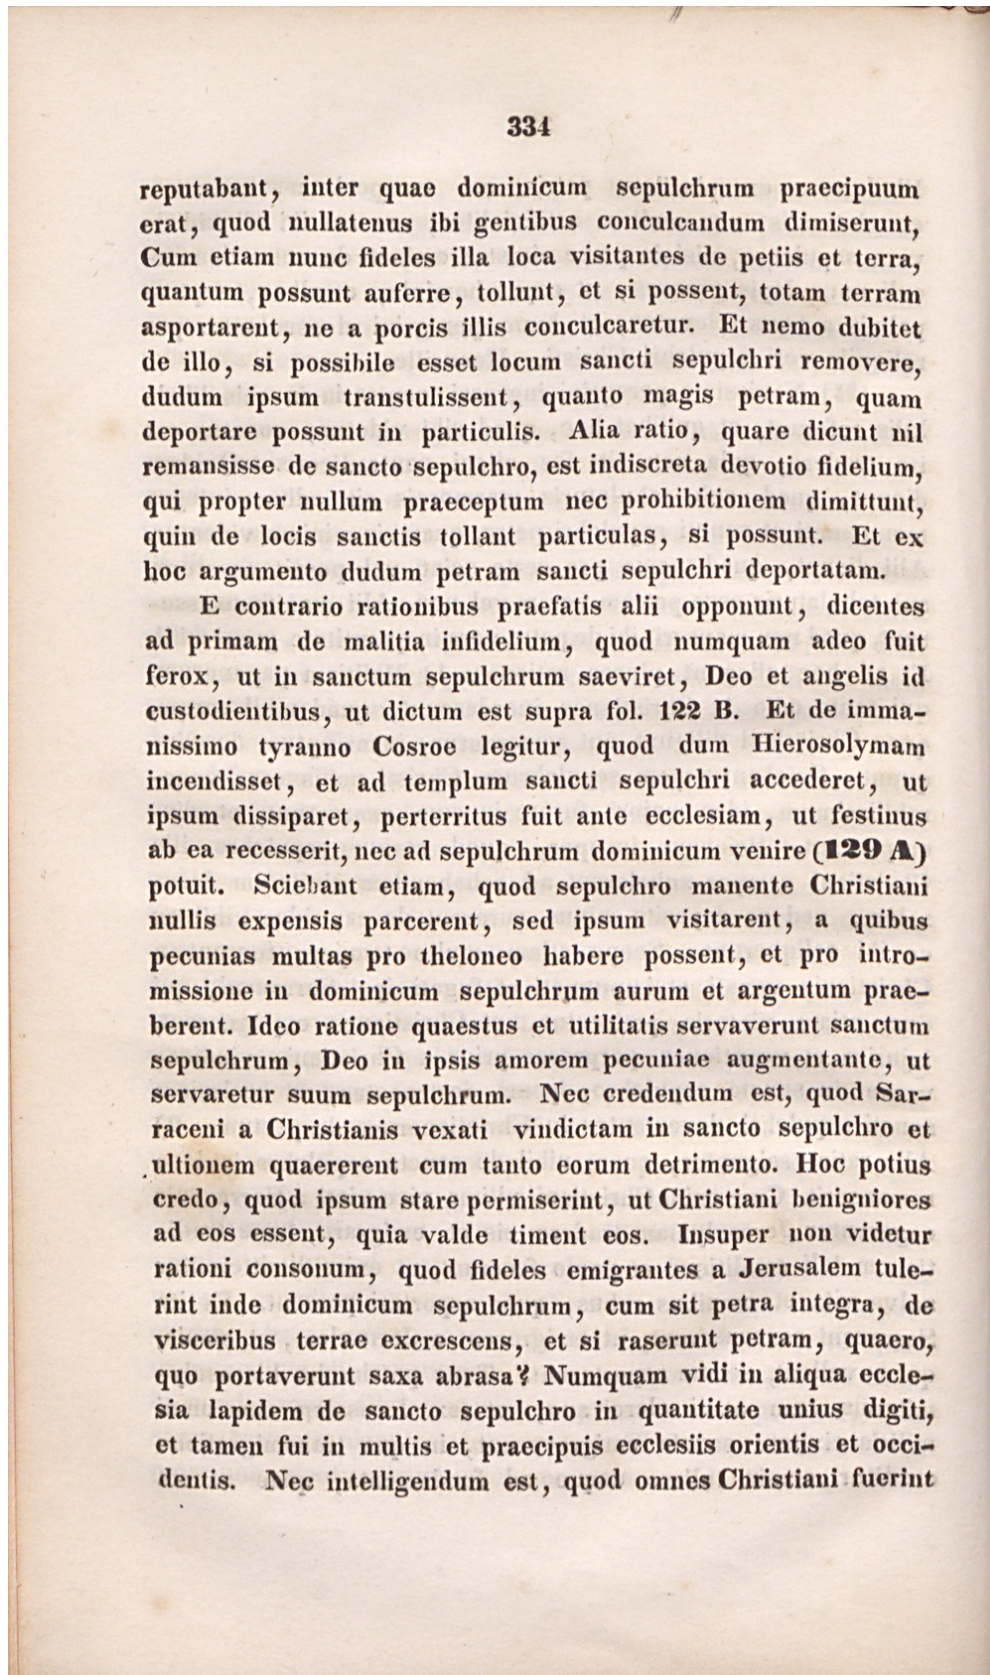 334
reputabant, inter quae dominicum sepulchrum praecipuum
erat, quod nullatenus ibi gentibus conculcandum dimiserunt,
Cum etiam nunc fideles illa loca visitantes de petiis et terra,
quantum possunt auferre, tollunt, et si possent, totam terram
asportarent, ne a porcis illis conculcaretur. Et nemo dubitet
de illo, si possibile esset locum sancti sepulchri removere,
dudum ipsum transtulissent, quanto magis petram, quam
deportare possunt in particulis. Alia ratio, quare dicunt nil
remansisse de sancto sepulchro, est indiscreta devotio fidelium,
qui propter nullum praeceptum nec prohibitionem dimittunt,
quin de locis sanctis tollant particulas, si possunt. Et ex
hoc argumento dudum petram sancti sepulchri deportatam.
E contrario rationibus praefatis alii opponunt, dicentes
ad primam de malitia infidelium, quod numquam adeo fuit
ferox, ut in sanctum sepulchrum saeviret, Deo et angelis id
custodientibus, ut dictum est supra fol. 122 B. Et de imma-
nissimo tyranno Cosroe legitur, quod dum Hierosolymam
incendisset, et ad templum sancti sepulchri accederet, ut
ipsum dissiparet, perterritus fuit ante ecclesiam, ut festinus
ab ea recesserit, nec ad sepulchrum dominicum venire (129 A)
potuit. Sciebant etiam, quod sepulchro manente Christiani
nullis expensis parcerent, sed ipsum visitarent, a quibus
pecunias multas pro theloneo habere possent, et pro intro-
missione in dominicum sepulchrum aurum et argentum prae-
berent. Ideo ratione quaestus et utilitatis servaverunt sanctum
sepulchrum, Deo in ipsis amorem pecuniae augmentante, ut
servaretur suum sepulchrum. Nec credendum est, quod Sar-
raceni a Christianis vexati vindictam in sancto sepulchro et
ultionem quaererent cum tanto eorum detrimento. Hoc potius
credo, quod ipsum stare permiserint, ut Christiani benigniores
ad eos essent, quia valde timent eos. Insuper non videtur
rationi consonum, quod fideles emigrantes a Jerusalem tule-
rint inde dominicum sepulchrum, cum sit petra integra, de
visceribus terrae excrescens, et si raserunt petram, quaero,
quo portaverunt saxa abrasa? Numquam vidi in aliqua eccle-
sia lapidem de sancto sepulchro in quantitate unius digiti,
et tamen fui in multis et praecipuis ecclesiis orientis et occi-
dentis. Nec intelligendum est, quod omnes Christiani fuerint